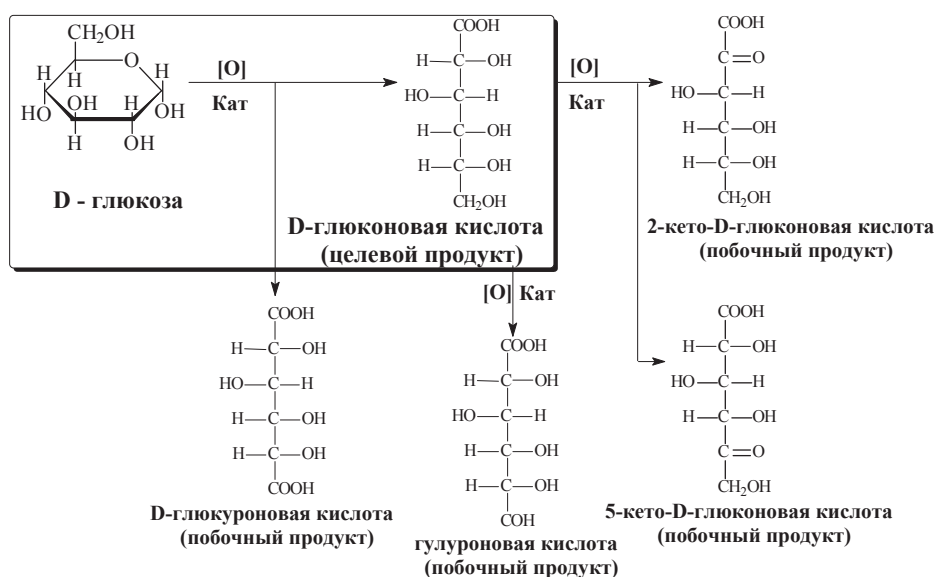 CH₂OH
H
O
H
H
HO
OH
H
H
OH
H
OH
D - глюкоза
[O]
Кат
COOH
H—C—OH
HO—C—H
H—C—OH
H—C—OH
CH₂OH
D-глюконовая кислота
(целевой продукт)
[O]
Кат
COOH
C=O
HO—C—H
H—C—OH
H—C—OH
CH₂OH
2-кето-D-глюконовая кислота
(побочный продукт)
[O] Кат
COOH
H—C—OH
HO—C—H
H—C—OH
H—C—OH
COOH
D-глюкуроновая кислота
(побочный продукт)
COOH
H—C—OH
HO—C—H
H—C—OH
H—C—OH
COH
гулуроновая кислота
(побочный продукт)
COOH
H—C—OH
HO—C—H
H—C—OH
C=O
CH₂OH
5-кето-D-глюконовая кислота
(побочный продукт)